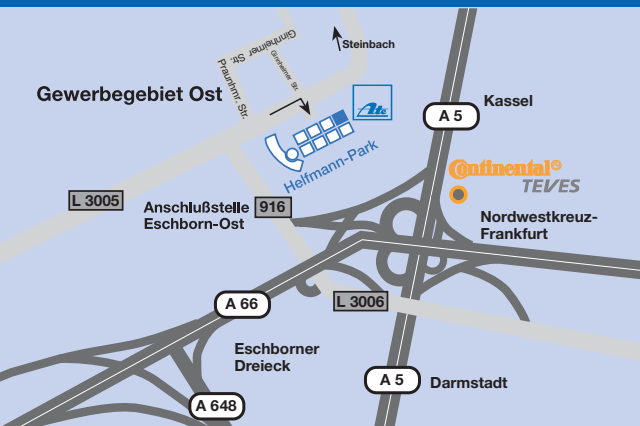 Ginnheimer
Str.
Steinbach
Ginnheimer Str.
Praunhmr. Str.
Gewerbegebiet Ost
Ate
A 5
Kassel
Helfmann-Park
Continental
TEVES
L 3005
Anschlußstelle
Eschborn-Ost
916
Nordwestkreuz-
Frankfurt
A 66
L 3006
Eschborner
Dreieck
A 5
Darmstadt
A 648